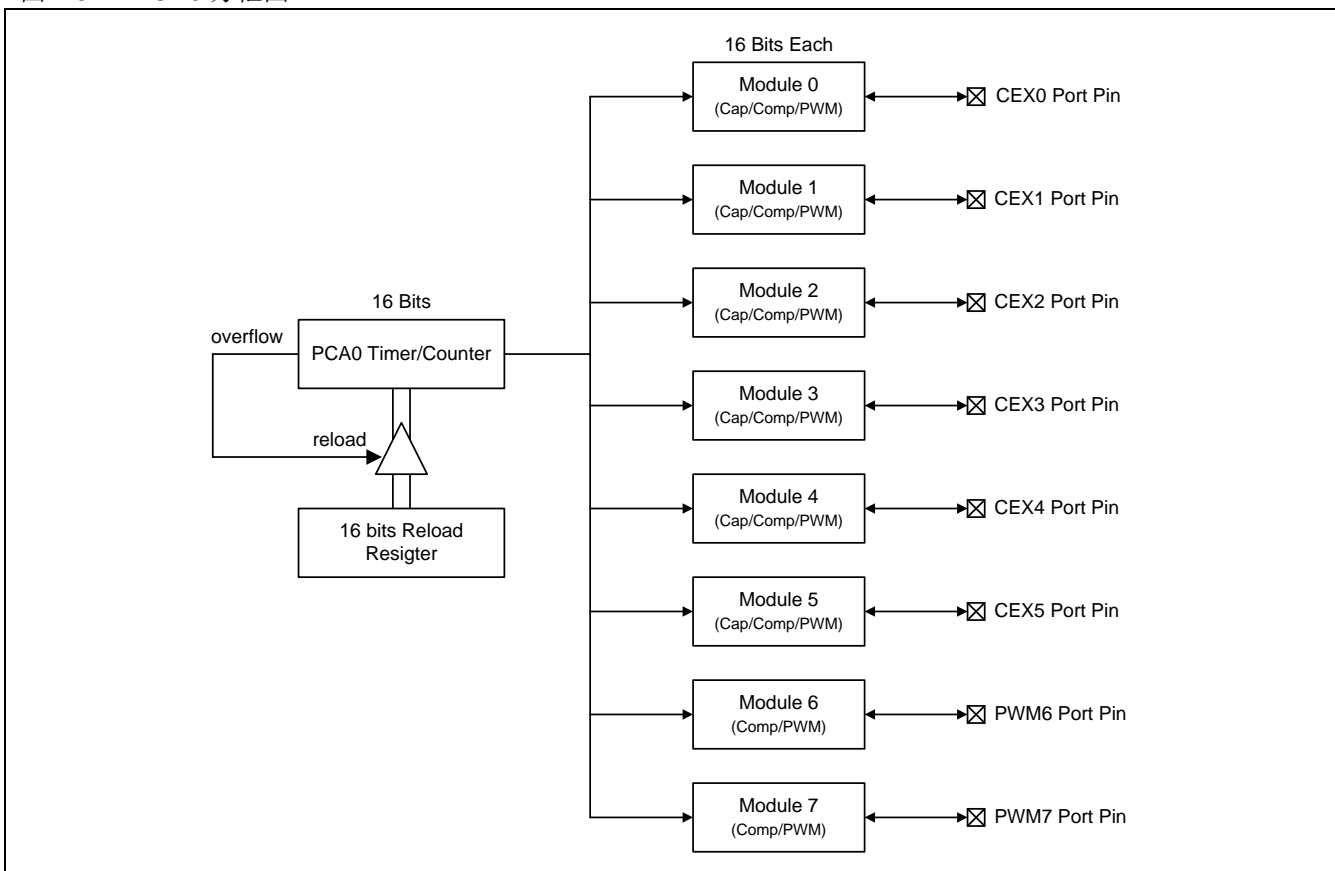 16 Bits Each
Module 0
(Cap/Comp/PWM)
CEX0 Port Pin
Module 1
(Cap/Comp/PWM)
CEX1 Port Pin
Module 2
(Cap/Comp/PWM)
CEX2 Port Pin
16 Bits
overflow
PCA0 Timer/Counter
Module 3
(Cap/Comp/PWM)
CEX3 Port Pin
reload
Module 4
(Cap/Comp/PWM)
CEX4 Port Pin
16 bits Reload
Resigter
Module 5
(Cap/Comp/PWM)
CEX5 Port Pin
Module 6
(Comp/PWM)
PWM6 Port Pin
Module 7
(Comp/PWM)
PWM7 Port Pin